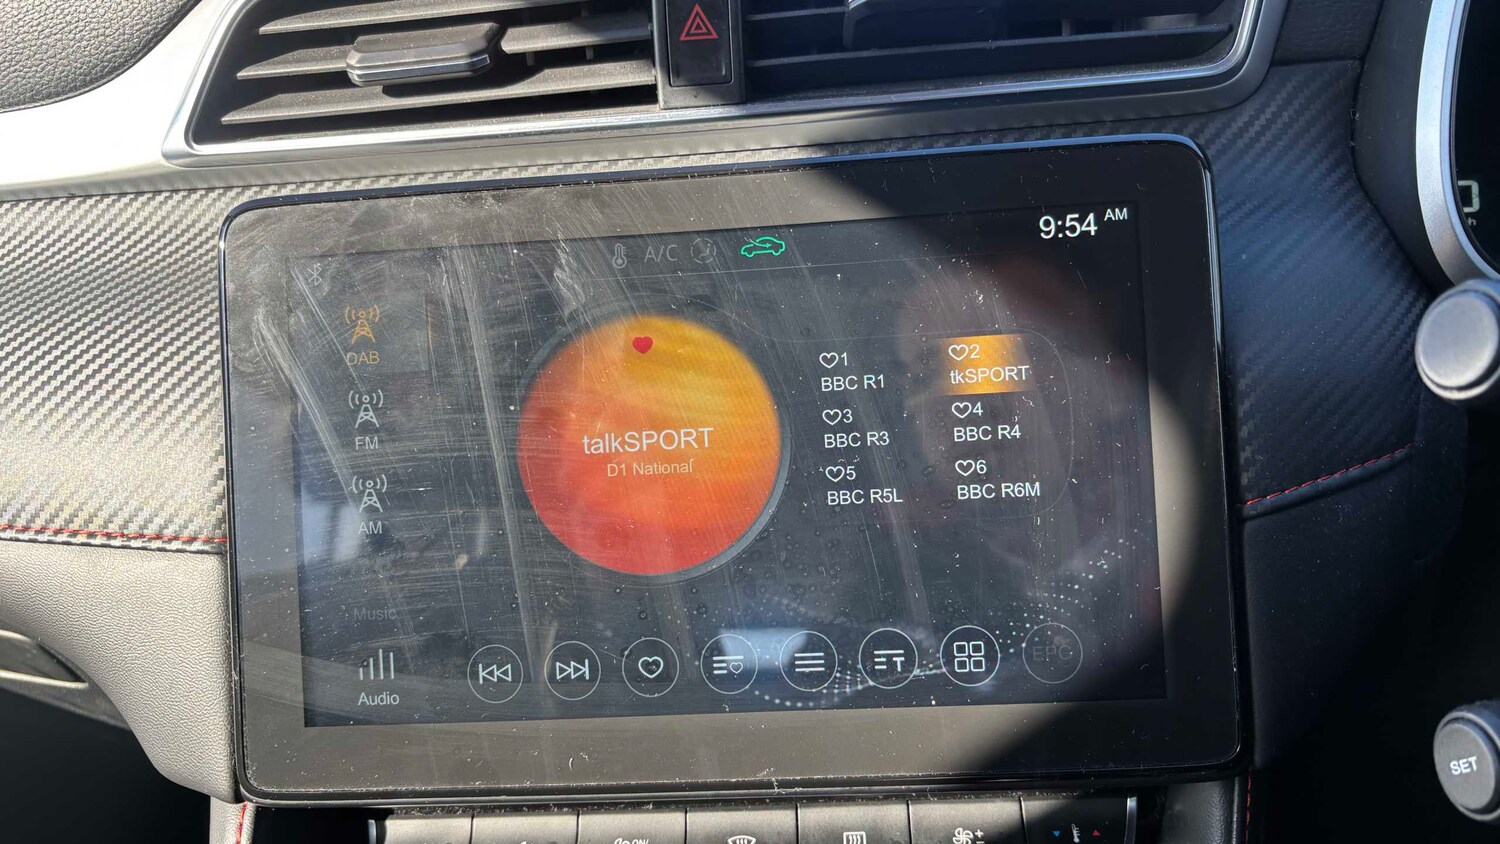 9:54 AM
A/C
DAB
FM
AM
Music
Audio
talkSPORT
D1 National
1
BBC R1
2
tkSPORT
3
BBC R3
4
BBC R4
5
BBC R5L
6
BBC R6M
T
EPG
SET